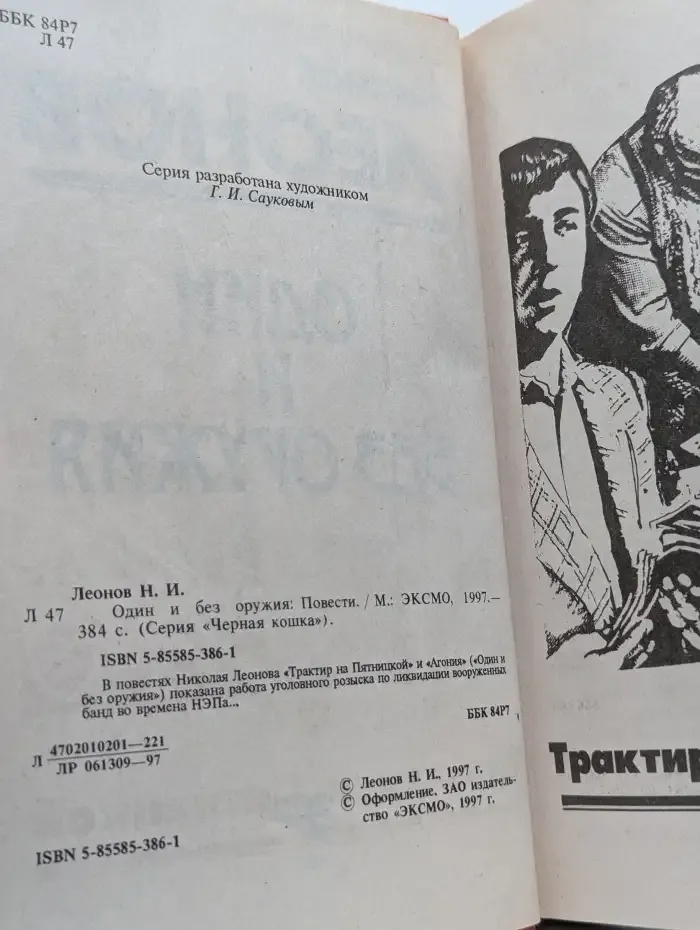 ББК 84Р7
Л 47
Серия разработана художником
Г. И. Сауковым
Леонов Н. И.
Л 47 Один и без оружия: Повести. / М.: ЭКСМО, 1997.—
384 с. (Серия «Черная кошка»).
ISBN 5-85585-386-1
В повестях Николая Леонова «Трактир на Пятницкой» и «Агония» («Один и
без оружия») показана работа уголовного розыска по ликвидации вооруженных
банд во времена НЭПа...
ББК 84Р7
Л 4702010201—221
ЛР 061309—97
© Леонов Н. И., 1997 г.
© Оформление. ЗАО издатель-
ство «ЭКСМО», 1997 г.
ISBN 5-85585-386-1
Трактир